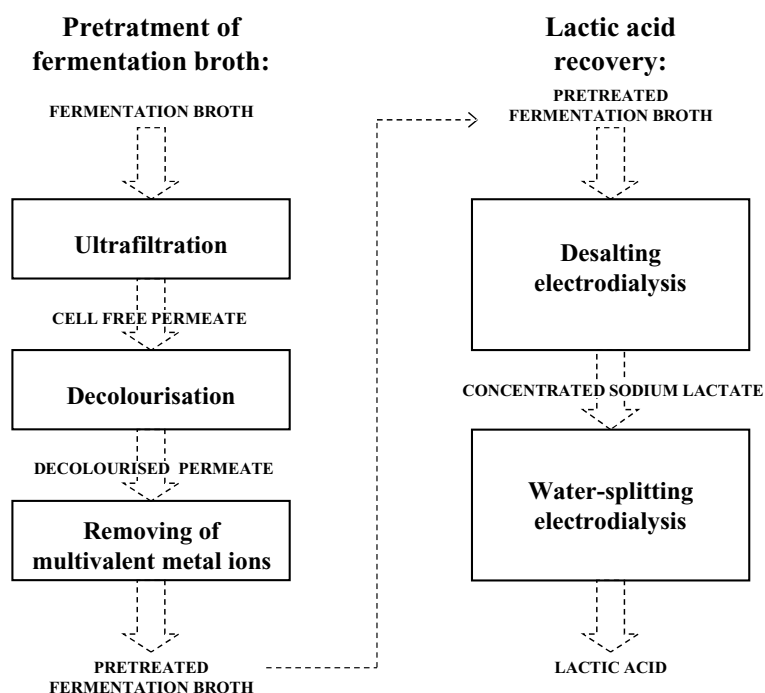 Pretratment of
fermentation broth:
FERMENTATION BROTH
Ultrafiltration
CELL FREE PERMEATE
Decolourisation
DECOLOURISED PERMEATE
Removing of
multivalent metal ions
PRETREATED
FERMENTATION BROTH
Lactic acid
recovery:
PRETREATED
FERMENTATION BROTH
Desalting
electrodialysis
CONCENTRATED SODIUM LACTATE
Water-splitting
electrodialysis
LACTIC ACID